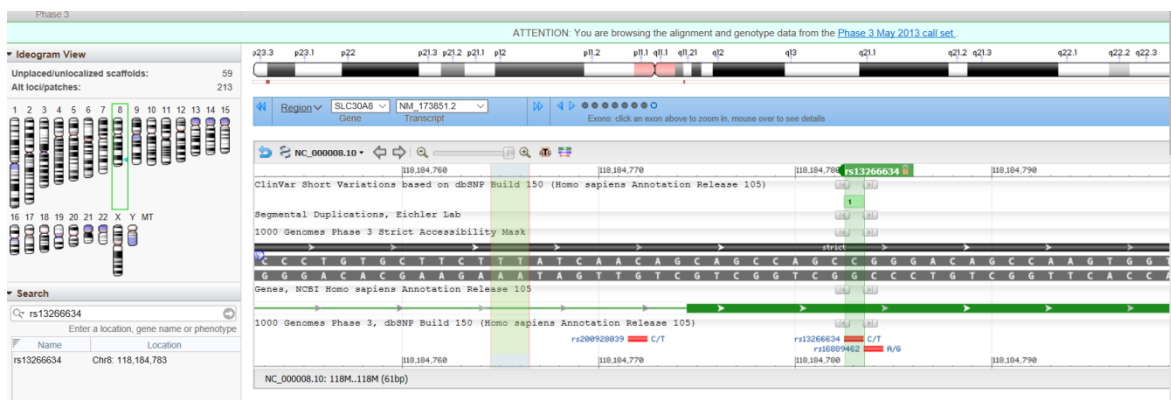 Phase 3
ATTENTION: You are browsing the alignment and genotype data from the Phase 3 May 2013 call set .
Ideogram View
Unplaced/unlocalized scaffolds: 59
Alt loci/patches: 213
1 2 3 4 5 6 7 8 9 10 11 12 13 14 15
16 17 18 19 20 21 22 X Y MT
Search
rs13266634
Enter a location, gene name or phenotype
Name Location
rs13266634 Chr8: 118,184,783
p23.3 p23.1 p22 p21.3 p21.2 p21.1 p12 p11.2 p11.1 q11.1 q11.21 q12 q13 q21.1 q21.2 q21.3 q22.1 q22.2 q22.3
Region SLC30A8 NM_173851.2
Gene Transcript Exons: click an exon above to zoom in, mouse over to see details
NC_000008.10
118,184,760 118,184,770 118,184,780 rs13266634 118,184,790
ClinVar Short Variations based on dbSNP Build 150 (Homo sapiens Annotation Release 105)
1
Segmental Duplications, Eichler Lab
1000 Genomes Phase 3 Strict Accessibility Mask
strict
C C C T G T G C T T C T T T A T C A A C A G C A G C C A G C C G G G A C A G C C A A G T G G
G G G A C A C G A A G A A A T A G T T G T C G T C G G T C G G C C C T G T C G G T T C A C C
Genes, NCBI Homo sapiens Annotation Release 105
1000 Genomes Phase 3, dbSNP Build 150 (Homo sapiens Annotation Release 105)
rs200928039 C/T rs13266634 C/T
rs16889462 A/G
118,184,760 118,184,770 118,184,780 118,184,790
NC_000008.10: 118M..118M (61bp)